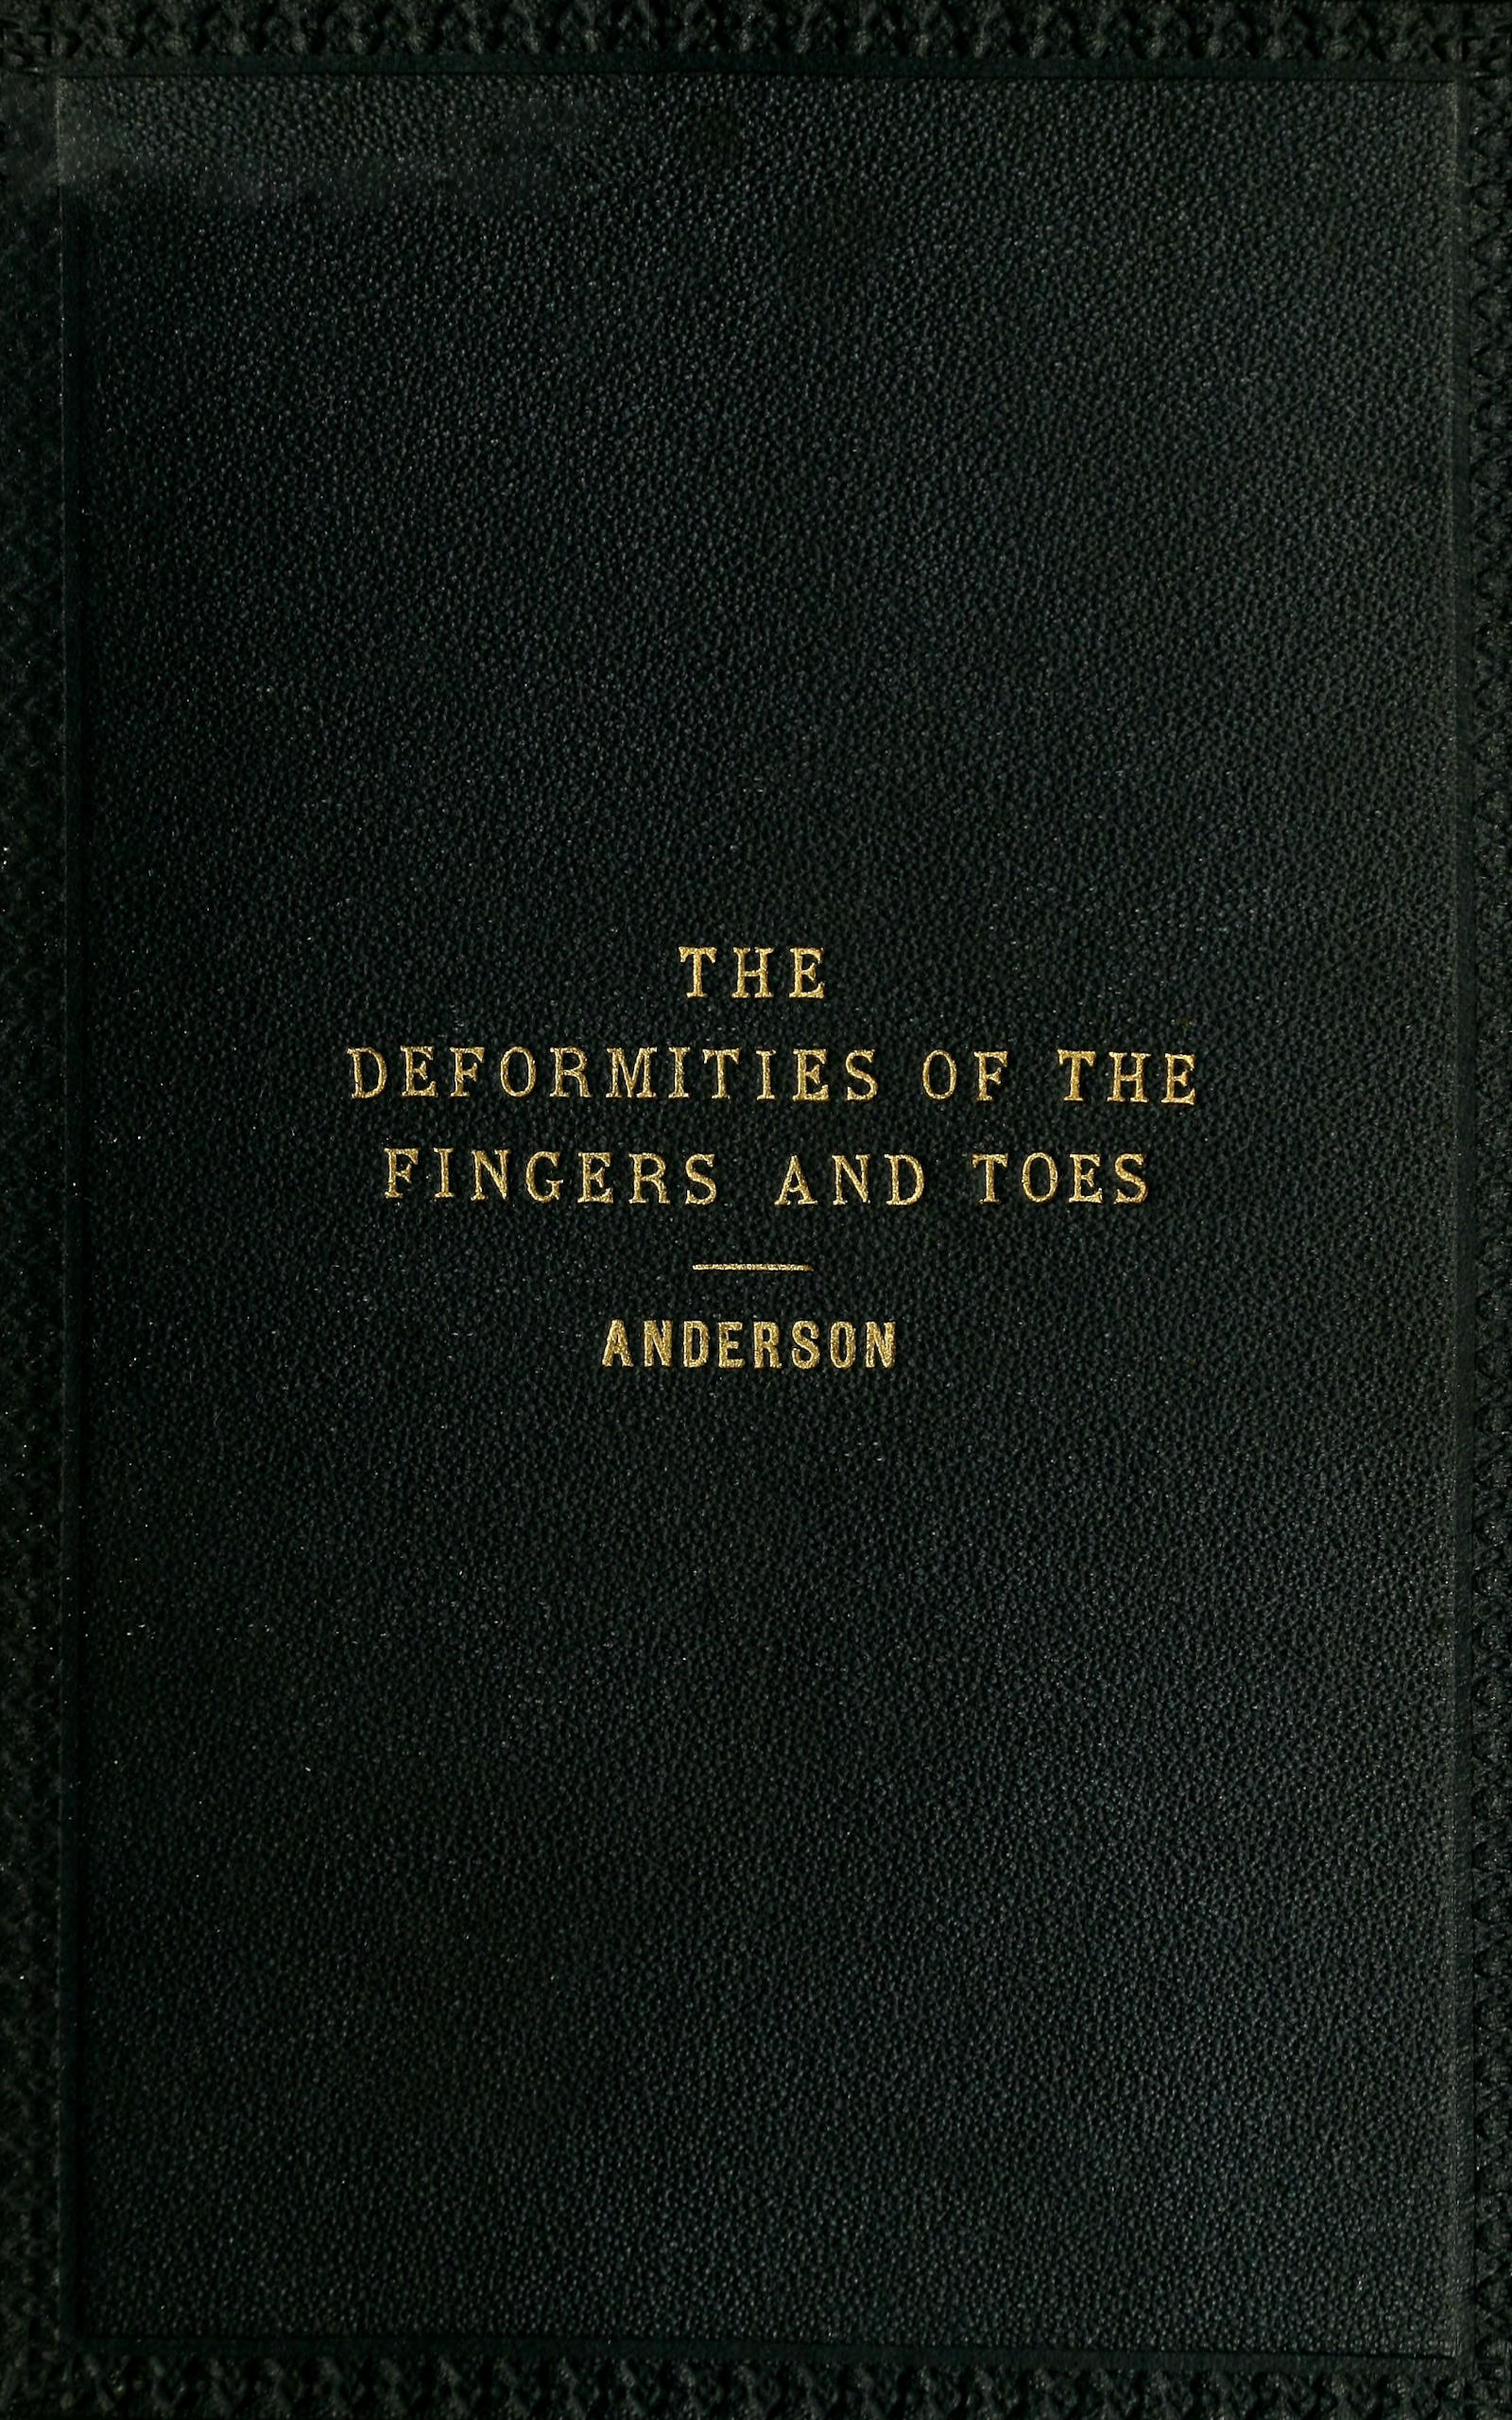 THE
DEFORMITIES OF THE
FINGERS AND TOES
ANDERSON